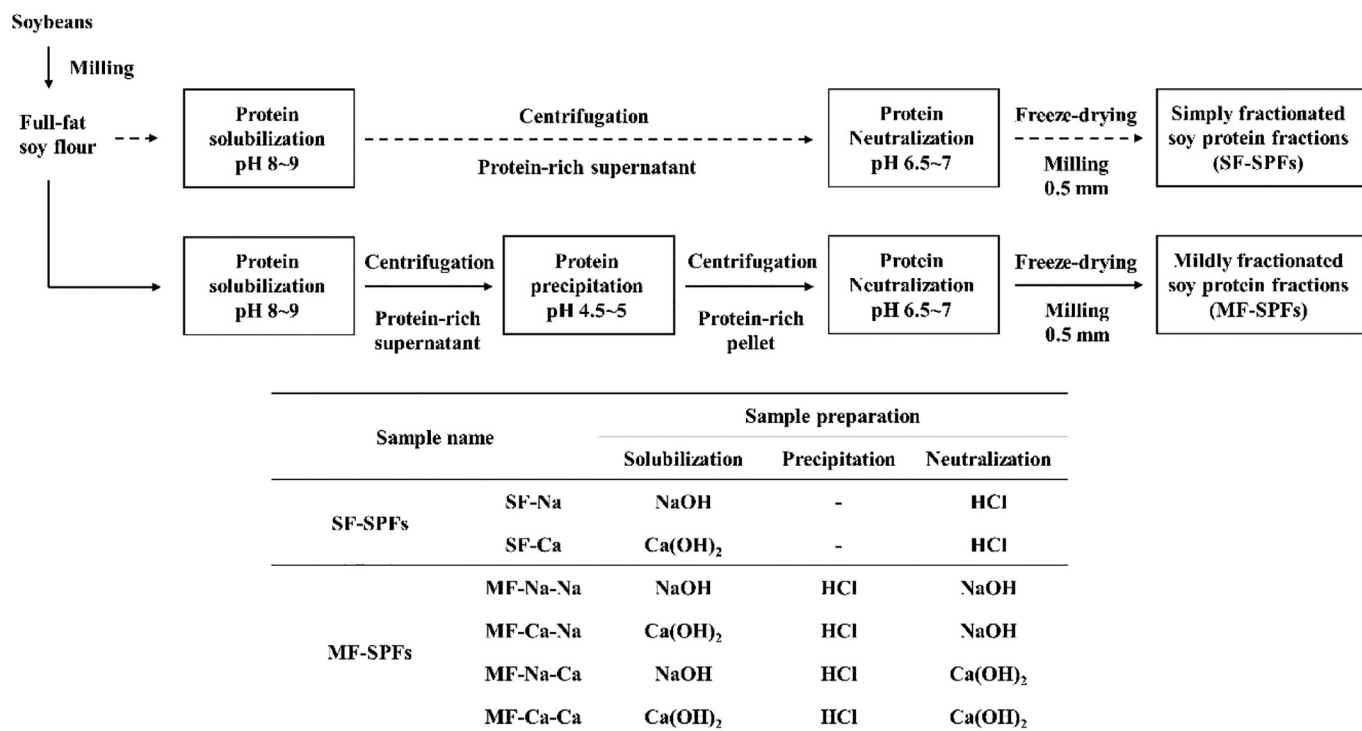 Soybeans
Milling
Full-fat
soy flour
Protein
solubilization
pH 8~9
Centrifugation
Protein-rich supernatant
Protein
Neutralization
pH 6.5~7
Freeze-drying
Milling
0.5 mm
Simply fractionated
soy protein fractions
(SF-SPFs)
Protein
solubilization
pH 8~9
Centrifugation
Protein-rich
supernatant
Protein
precipitation
pH 4.5~5
Centrifugation
Protein-rich
pellet
Protein
Neutralization
pH 6.5~7
Freeze-drying
Milling
0.5 mm
Mildly fractionated
soy protein fractions
(MF-SPFs)
Sample name Sample preparation
Solubilization Precipitation Neutralization
SF-SPFs SF-Na NaOH - HCl
SF-Ca Ca(OH)₂ - HCl
MF-SPFs MF-Na-Na NaOH HCl NaOH
MF-Ca-Na Ca(OH)₂ HCl NaOH
MF-Na-Ca NaOH HCl Ca(OH)₂
MF-Ca-Ca Ca(OH)₂ HCl Ca(OH)₂